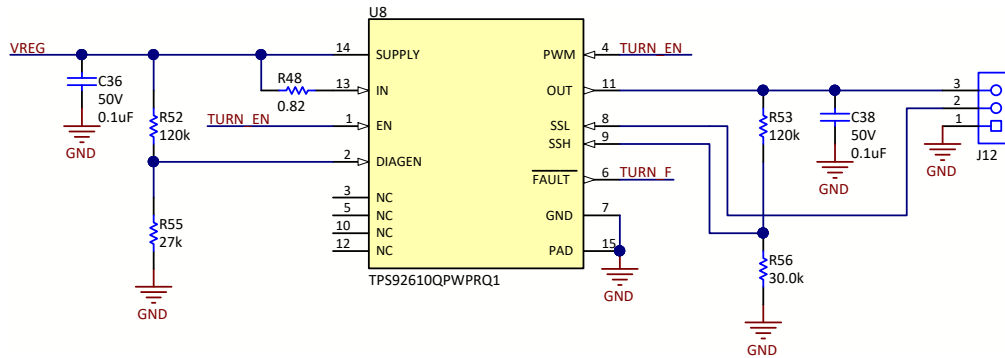 U8
VREG
14
SUPPLY
PWM
4
TURN_EN
C36
50V
0.1uF
GND
R48
0.82
13
IN
OUT
11
3
2
1
J12
R52
120k
TURN_EN
1
EN
SSL
8
SSH
9
R53
120k
C38
50V
0.1uF
GND
GND
2
DIAGEN
FAULT
6
TURN_F
3
NC
5
NC
10
NC
12
NC
GND
7
PAD
15
GND
R55
27k
GND
R56
30.0k
GND
TPS92610QPWPRQ1